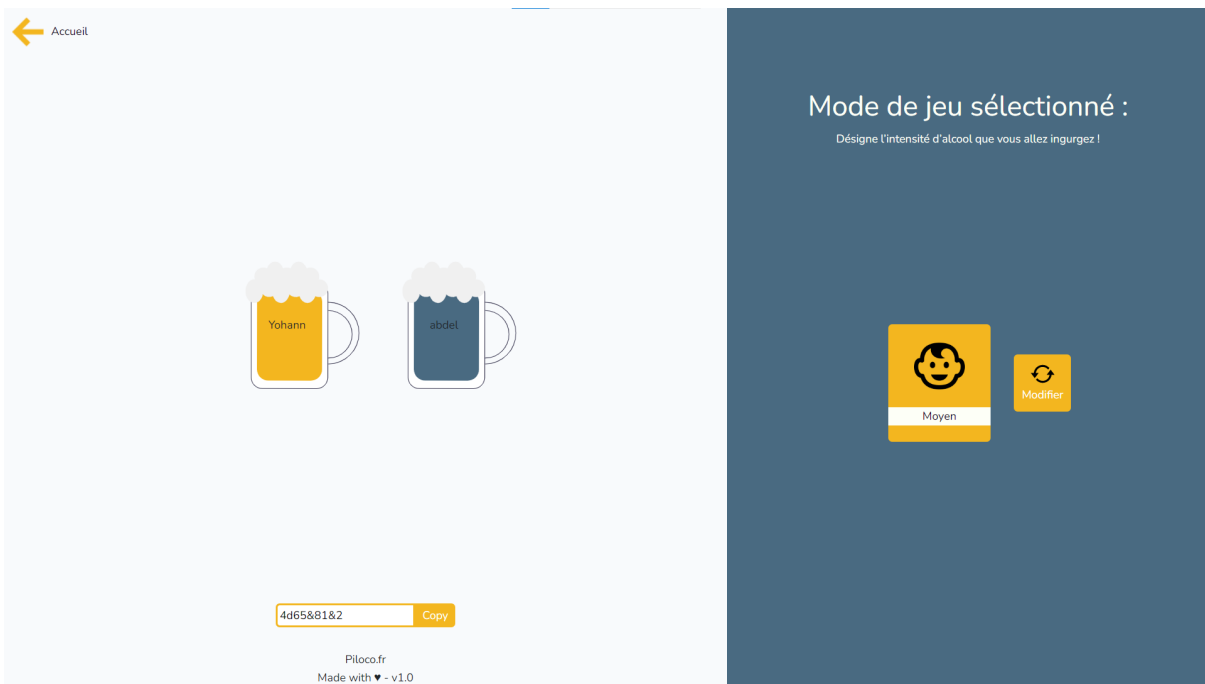 Accueil
Yohann
abdel
4d65&81&2
Copy
Piloco.fr
Made with ♥ - v1.0
Mode de jeu sélectionné :
Désigne l'intensité d'alcool que vous allez ingurgez !
Moyen
Modifier